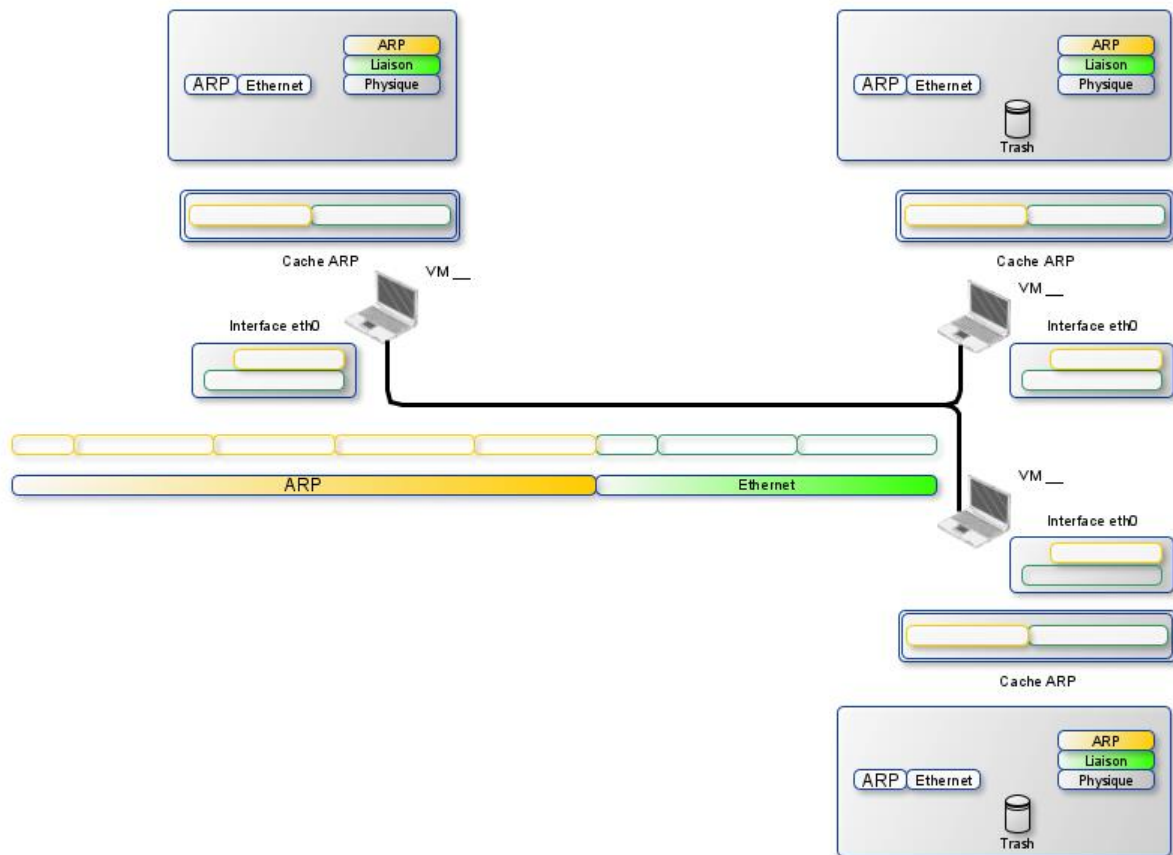 ARP
Liaison
Physique
ARP Ethernet
ARP
Liaison
Physique
ARP Ethernet
Trash
Cache ARP
VM __
Cache ARP
VM __
Interface eth0
Interface eth0
ARP
Ethernet
VM __
Interface eth0
Cache ARP
ARP
Liaison
Physique
ARP Ethernet
Trash